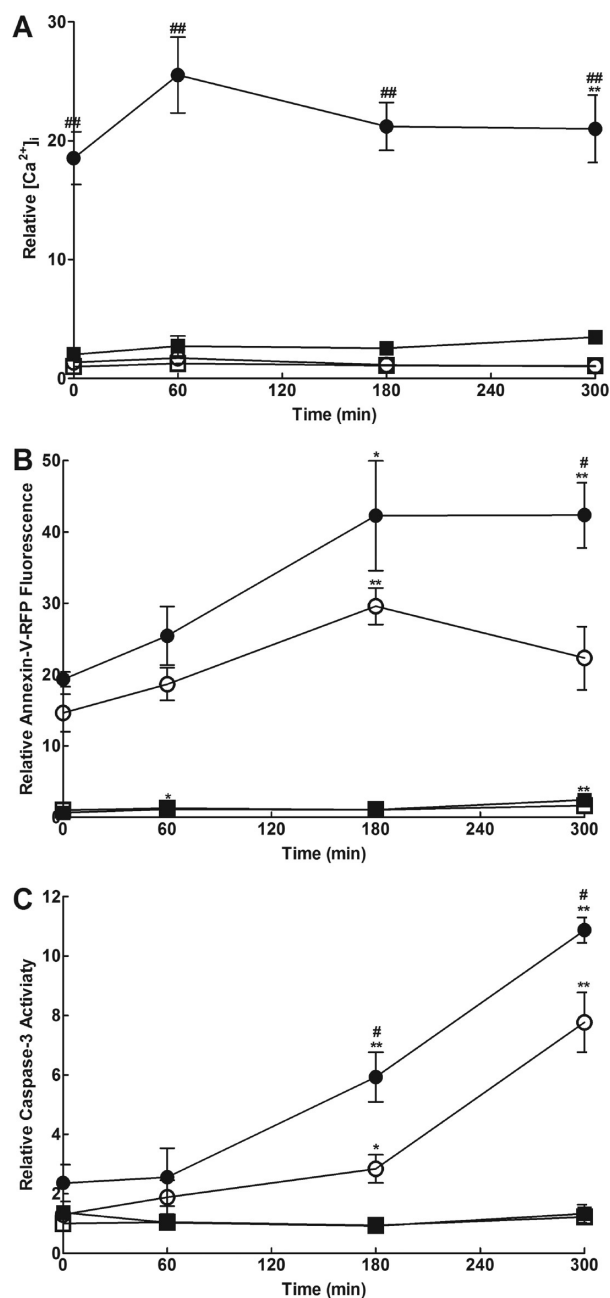 A
30
20
10
0
Relative [Ca²⁺]ᵢ
##
##
##
##
**
0 60 120 180 240 300
Time (min)
B
50
40
30
20
10
0
Relative Annexin-V-RFP Fluorescence
*
#
**
**
*
**
0 60 120 180 240 300
Time (min)
C
12
10
8
6
4
2
0
Relative Caspase-3 Activiaty
#
**
**
#
**
*
0 60 120 180 240 300
Time (min)